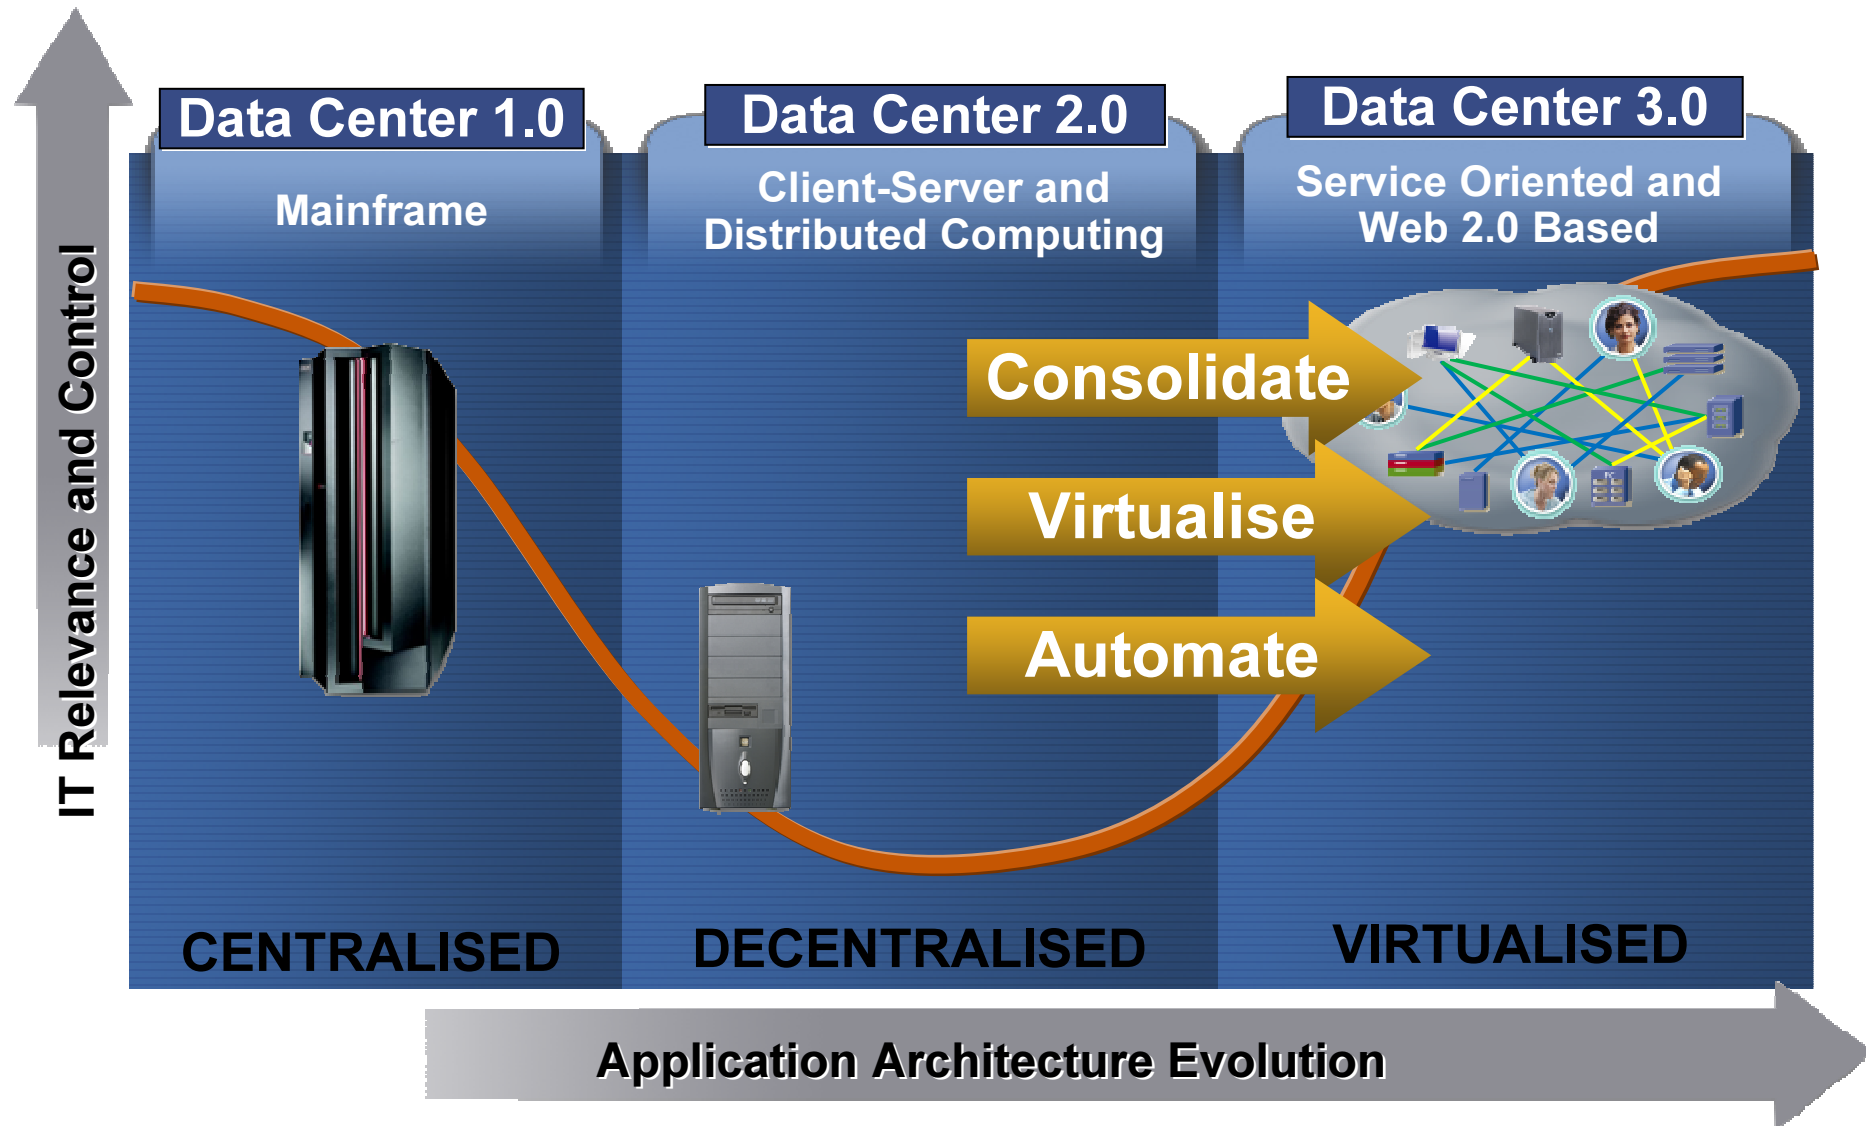 Data Center 1.0
Data Center 2.0
Data Center 3.0
Mainframe
Client-Server and
Distributed Computing
Service Oriented and
Web 2.0 Based
IT Relevance and Control
Consolidate
Virtualise
Automate
CENTRALISED
DECENTRALISED
VIRTUALISED
Application Architecture Evolution